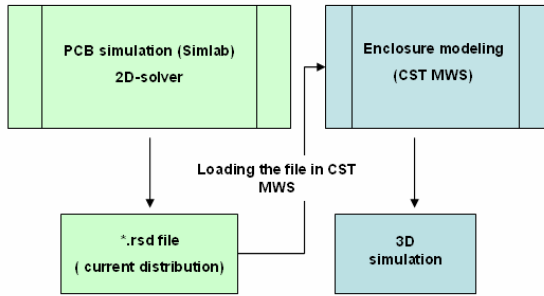 PCB simulation (Simlab)
2D-solver
Enclosure modeling
(CST MWS)
Loading the file in CST
MWS
*.rsd file
( current distribution)
3D
simulation